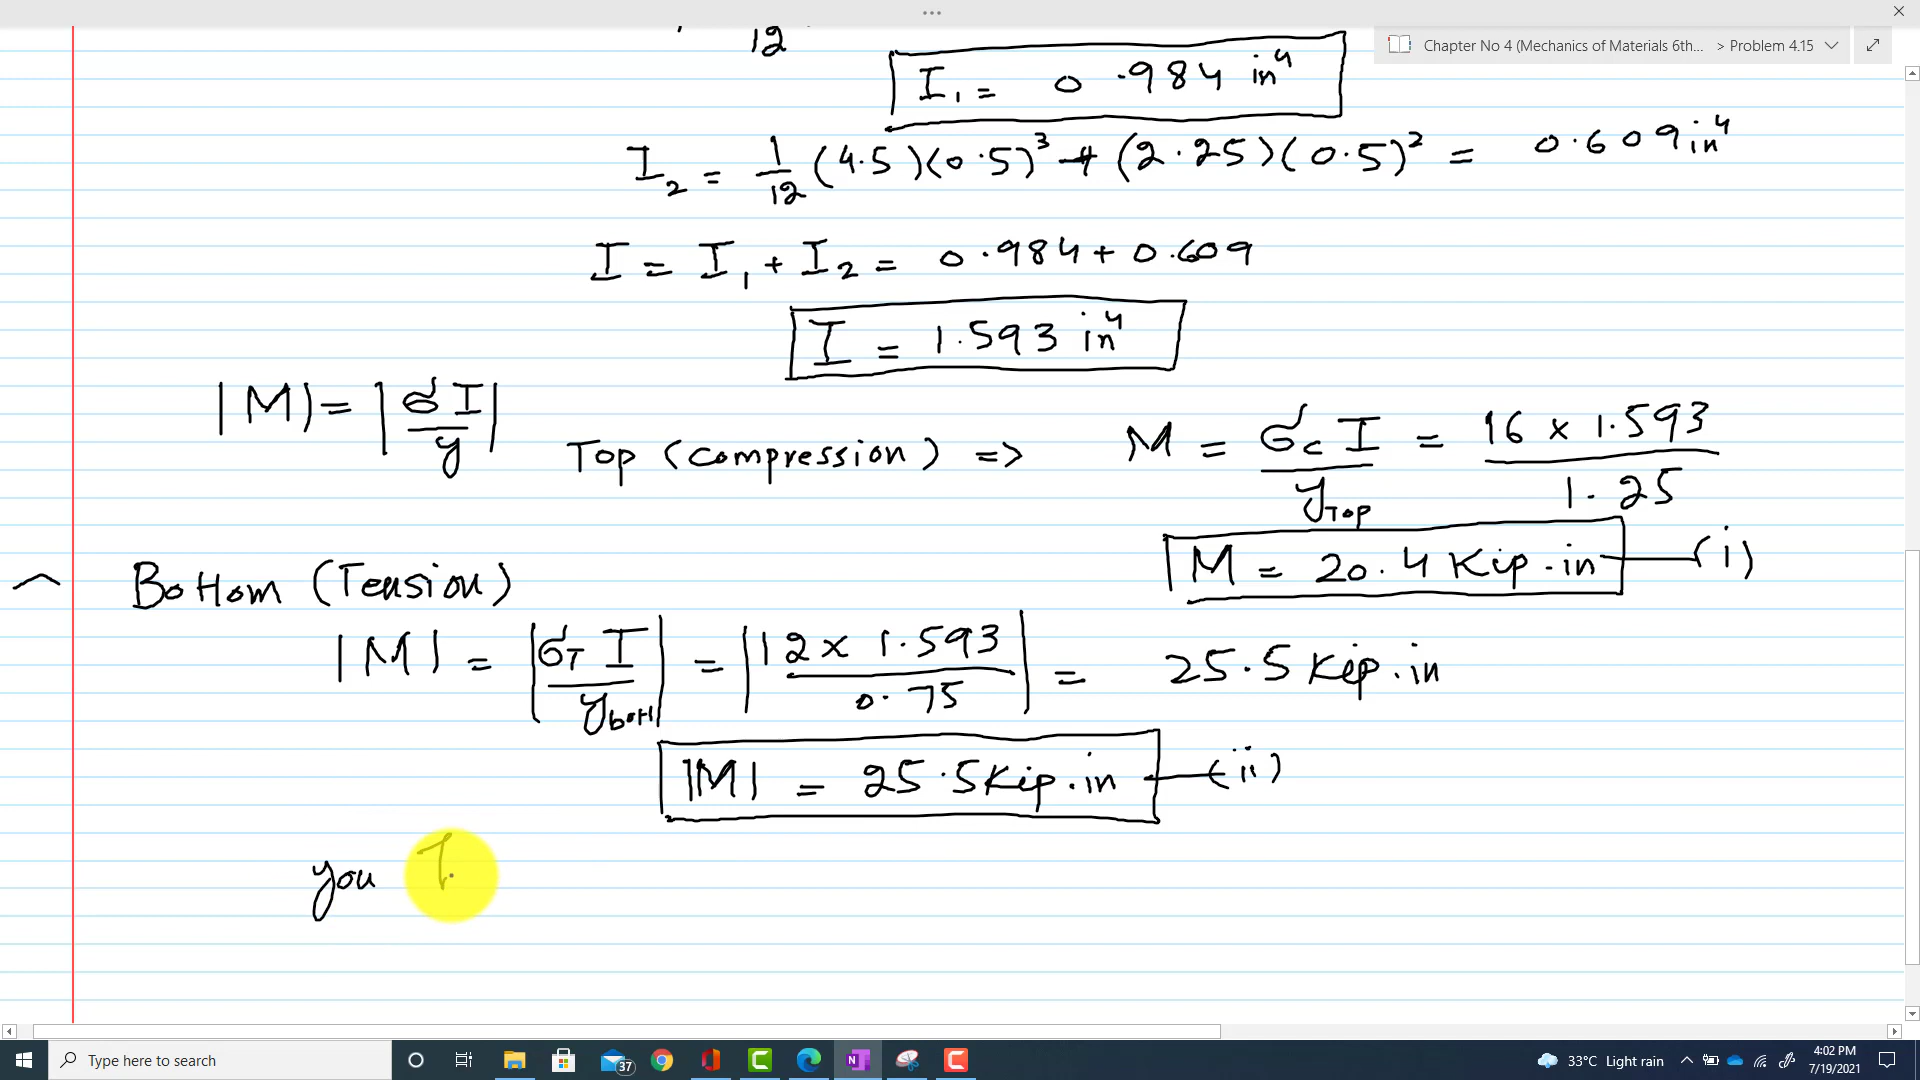 Chapter No 4 (Mechanics of Materials 6th... > Problem 4.15
12
I₁ = 0.984 in⁴
I₂ = 1/12 (4.5)(0.5)³ + (2.25)(0.5)² = 0.609 in⁴
I = I₁ + I₂ = 0.984 + 0.609
I = 1.593 in⁴
|M| = |σI/y|
Top (compression) => M = σc I / yTop = 16 x 1.593 / 1.25
M = 20.4 Kip.in (i)
Bottom (Tension)
|M| = |σT I / ybott| = |12 x 1.593 / 0.75| = 25.5 Kip.in
|M| = 25.5 Kip.in (ii)
you
Type here to search 37 33°C Light rain 4:02 PM
7/19/2021